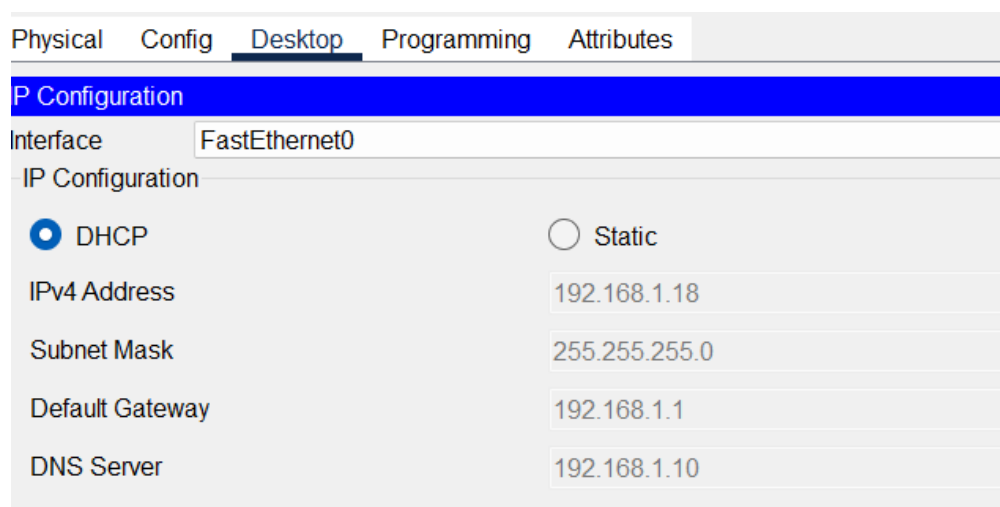 Physical Config Desktop Programming Attributes
IP Configuration
Interface FastEthernet0
IP Configuration
DHCP Static
IPv4 Address 192.168.1.18
Subnet Mask 255.255.255.0
Default Gateway 192.168.1.1
DNS Server 192.168.1.10